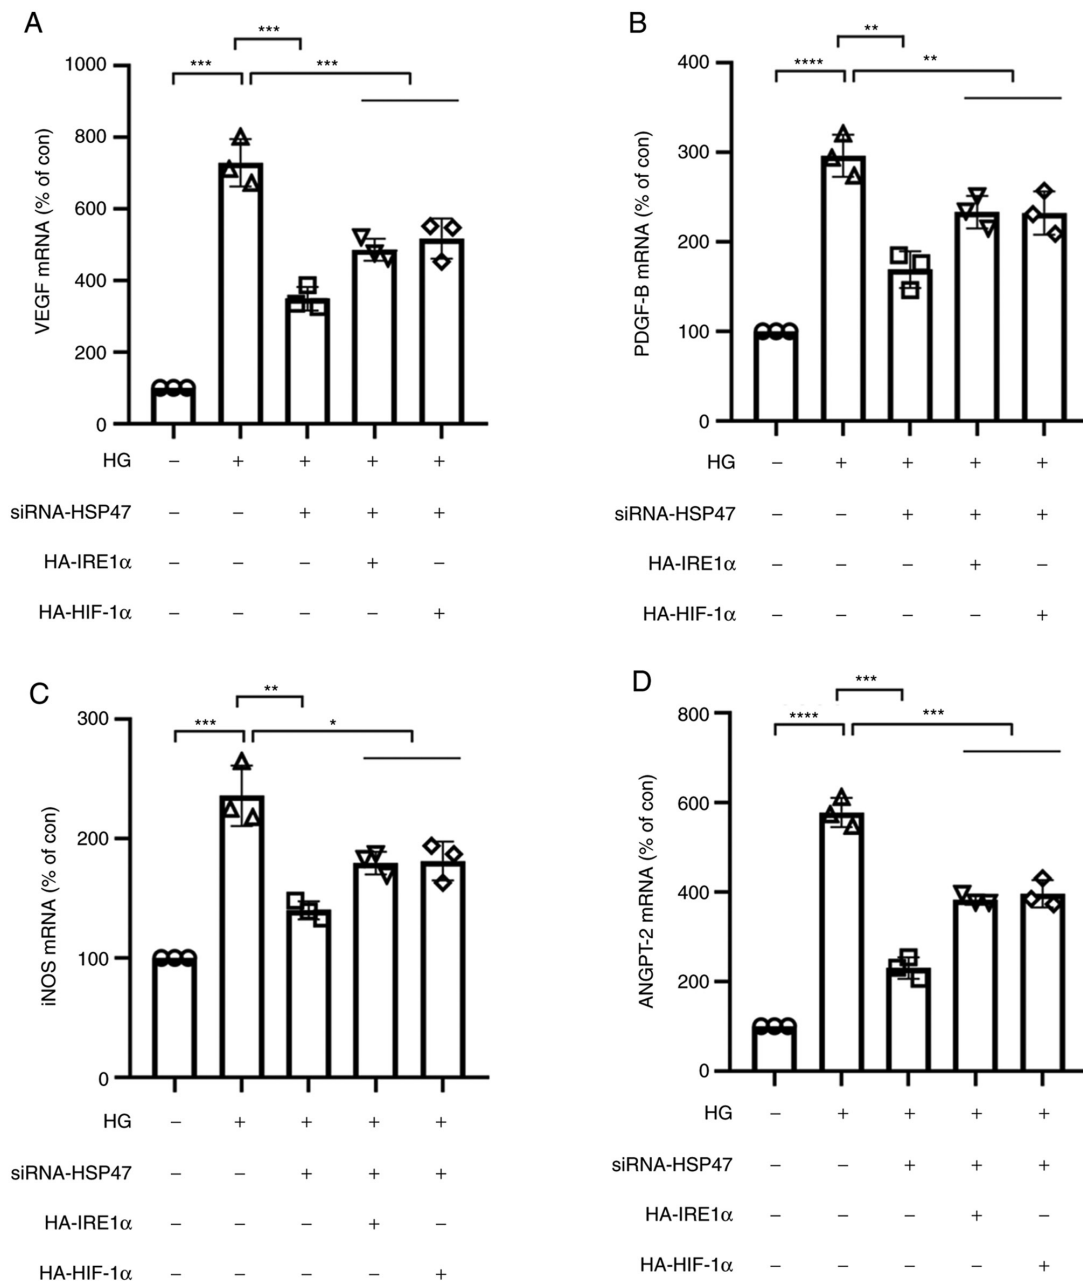 A
***
*** ***
1000
800
600
400
200
0
VEGF mRNA (% of con)
HG – + + + +
siRNA-HSP47 – – + + +
HA-IRE1α – – – + –
HA-HIF-1α – – – – +
B
**
**** **
400
300
200
100
0
PDGF-B mRNA (% of con)
HG – + + + +
siRNA-HSP47 – – + + +
HA-IRE1α – – – + –
HA-HIF-1α – – – – +
C
**
*** *
300
200
100
0
iNOS mRNA (% of con)
HG – + + + +
siRNA-HSP47 – – + + +
HA-IRE1α – – – + –
HA-HIF-1α – – – – +
D
***
**** ***
800
600
400
200
0
ANGPT-2 mRNA (% of con)
HG – + + + +
siRNA-HSP47 – – + + +
HA-IRE1α – – – + –
HA-HIF-1α – – – – +